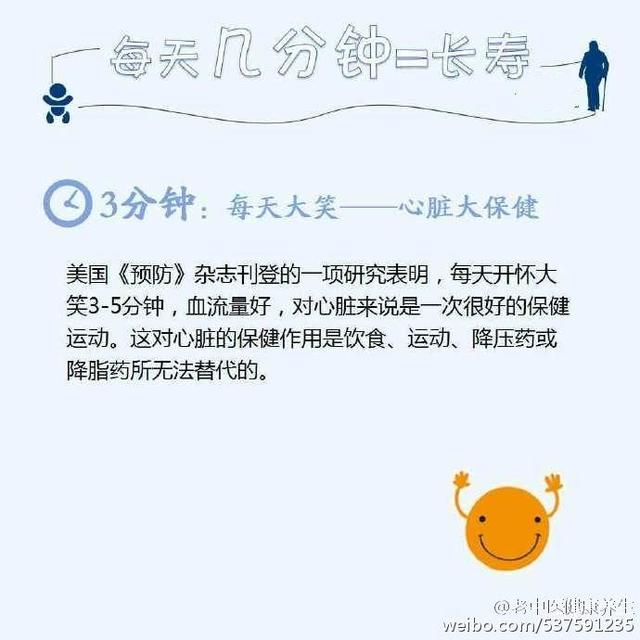 每天几分钟=长寿
3分钟：每天大笑——心脏大保健
美国《预防》杂志刊登的一项研究表明，每天开怀大
笑3-5分钟，血流量好，对心脏来说是一次很好的保健
运动。这对心脏的保健作用是饮食、运动、降压药或
降脂药所无法替代的。
@老中医健康养生
weibo.com/537591235